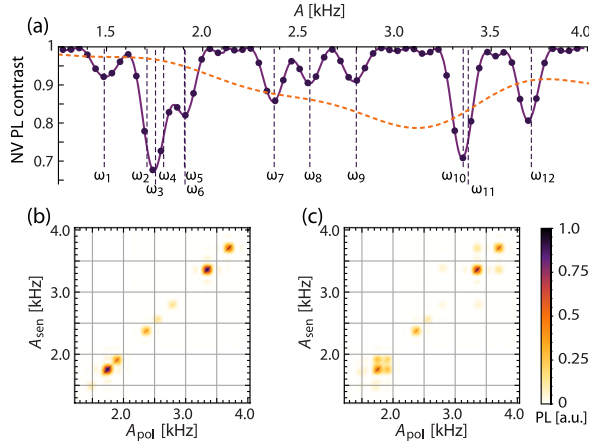 (a)
A [kHz]
1.5 2.0 2.5 3.0 3.5 4.0
NV PL contrast
1
0.9
0.8
0.7
ω1 ω2 ω3 ω4 ω5 ω6 ω7 ω8 ω9 ω10 ω11 ω12
(b)
Asen [kHz]
4.0
3.0
2.0
2.0 3.0 4.0
Apol [kHz]
(c)
Asen [kHz]
4.0
3.0
2.0
2.0 3.0 4.0
Apol [kHz]
1.0
0.75
0.5
0.25
0
PL [a.u.]